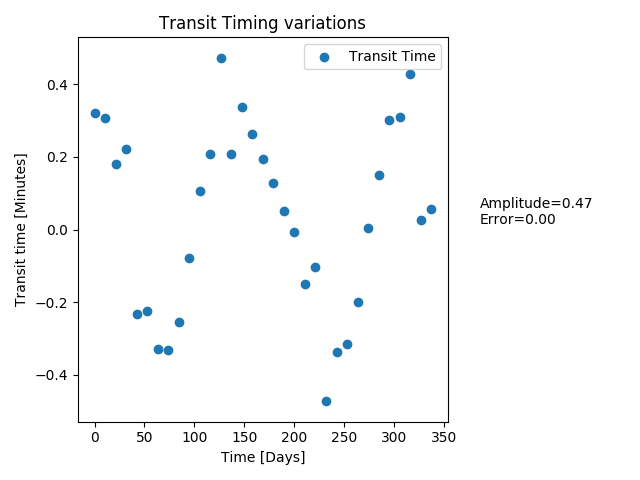 Transit Timing variations
Transit Time
0.4
0.2
0.0
−0.2
−0.4
Transit time [Minutes]
0
50
100
150
200
250
300
350
Time [Days]
Amplitude=0.47
Error=0.00